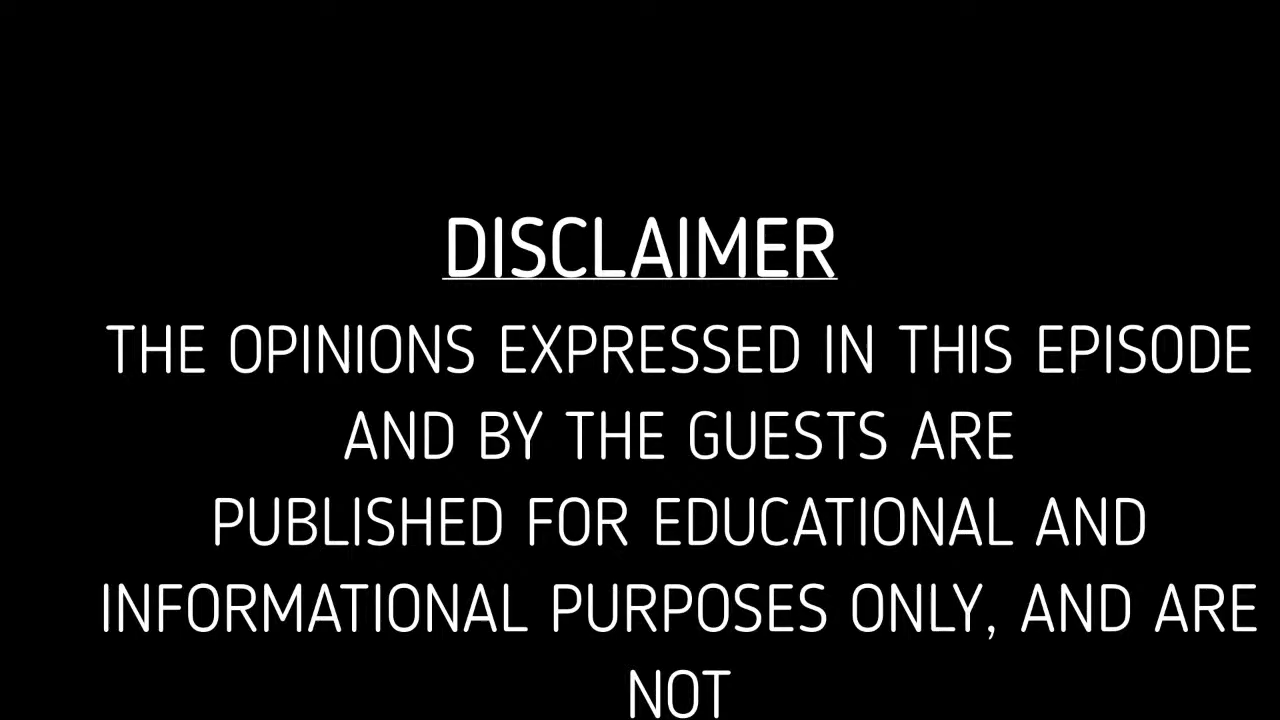 DISCLAIMER
THE OPINIONS EXPRESSED IN THIS EPISODE
AND BY THE GUESTS ARE
PUBLISHED FOR EDUCATIONAL AND
INFORMATIONAL PURPOSES ONLY, AND ARE
NOT